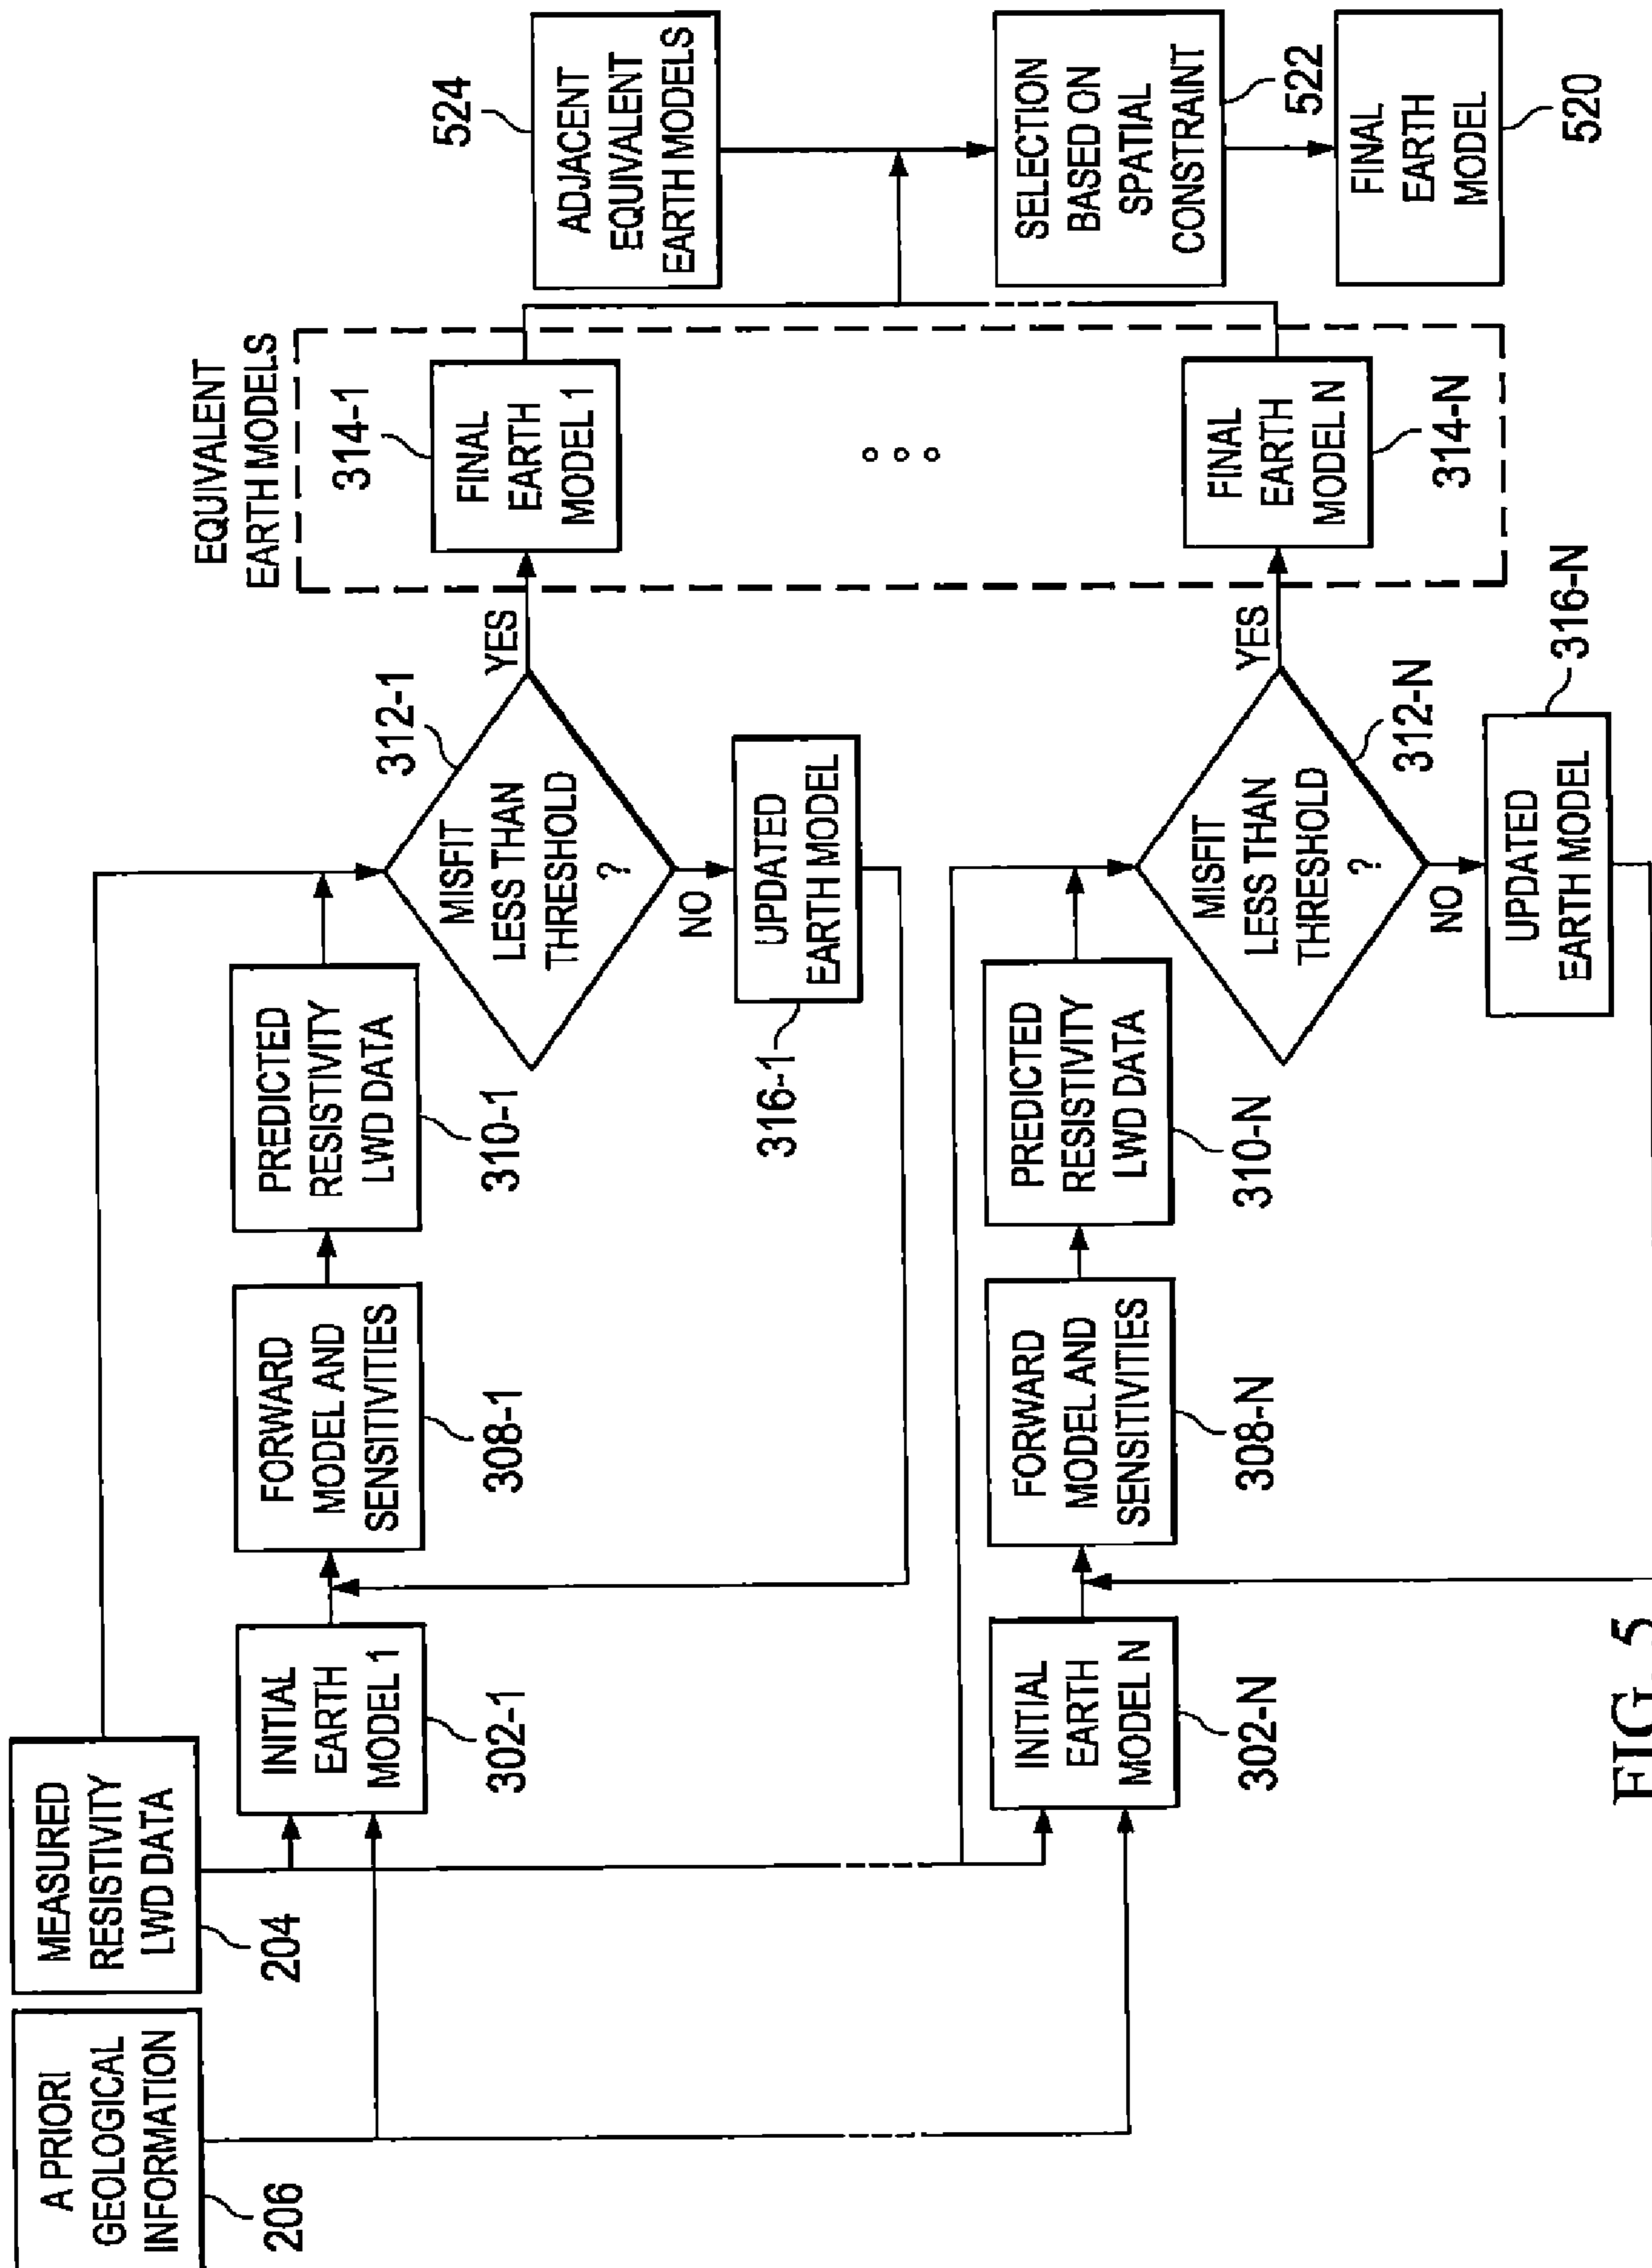 A PRIORI
GEOLOGICAL
INFORMATION
206
MEASURED
RESISTIVITY
LWD DATA
204
INITIAL
EARTH
MODEL 1
302-1
FORWARD
MODEL AND
SENSITIVITIES
308-1
PREDICTED
RESISTIVITY
LWD DATA
310-1
MISFIT
LESS THAN
THRESHOLD
?
312-1
YES
NO
UPDATED
EARTH MODEL
316-1
EQUIVALENT
EARTH MODELS
FINAL
EARTH
MODEL 1
314-1
INITIAL
EARTH
MODEL N
302-N
FORWARD
MODEL AND
SENSITIVITIES
308-N
PREDICTED
RESISTIVITY
LWD DATA
310-N
MISFIT
LESS THAN
THRESHOLD
?
312-N
YES
NO
UPDATED
EARTH MODEL
316-N
FINAL
EARTH
MODEL N
314-N
ADJACENT
EQUIVALENT
EARTH MODELS
524
SELECTION
BASED ON
SPATIAL
CONSTRAINT
522
FINAL
EARTH
MODEL
520
FIG. 5